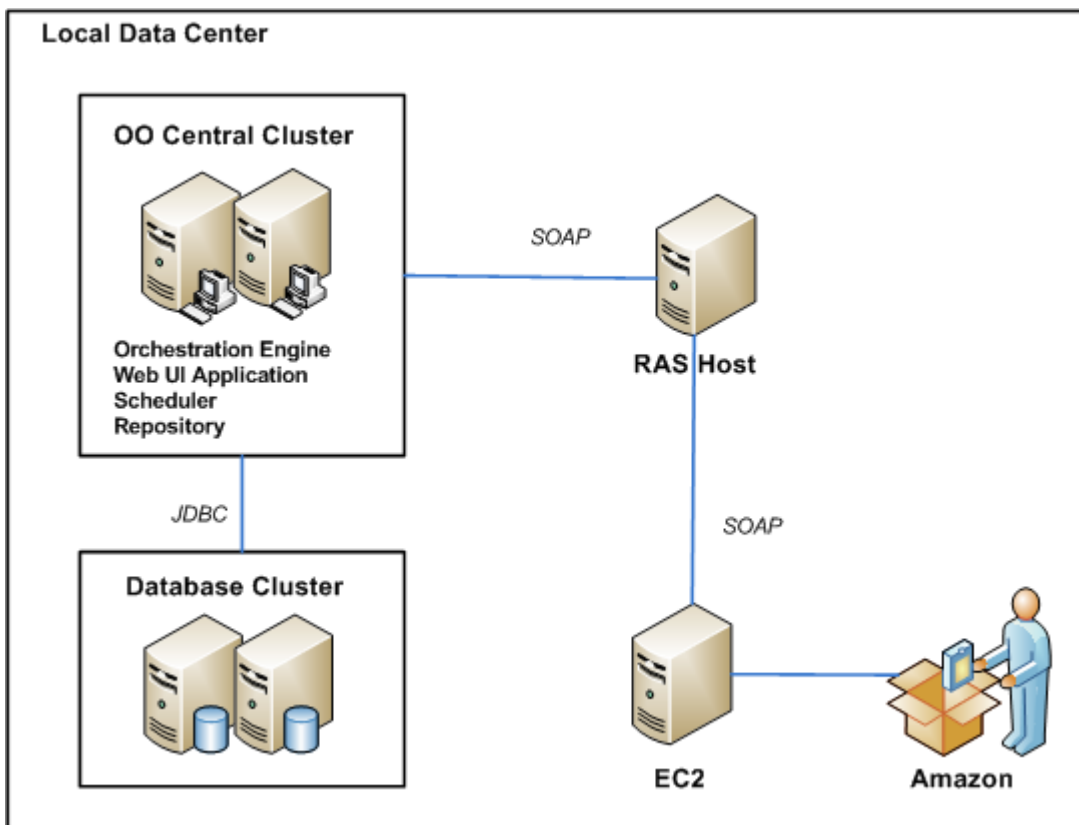 Local Data Center
OO Central Cluster
SOAP
Orchestration Engine
Web UI Application
Scheduler
Repository
RAS Host
JDBC
SOAP
Database Cluster
EC2
Amazon